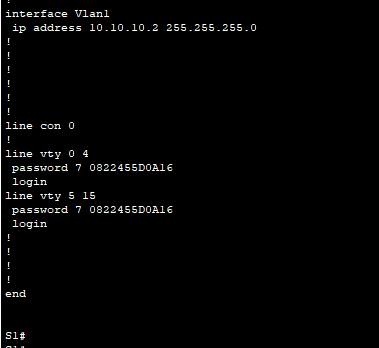 !
interface Vlan1
 ip address 10.10.10.2 255.255.255.0
!
!
!
!
!
!
line con 0
!
line vty 0 4
 password 7 0822455D0A16
 login
line vty 5 15
 password 7 0822455D0A16
 login
!
!
!
!
end
S1#
S1#